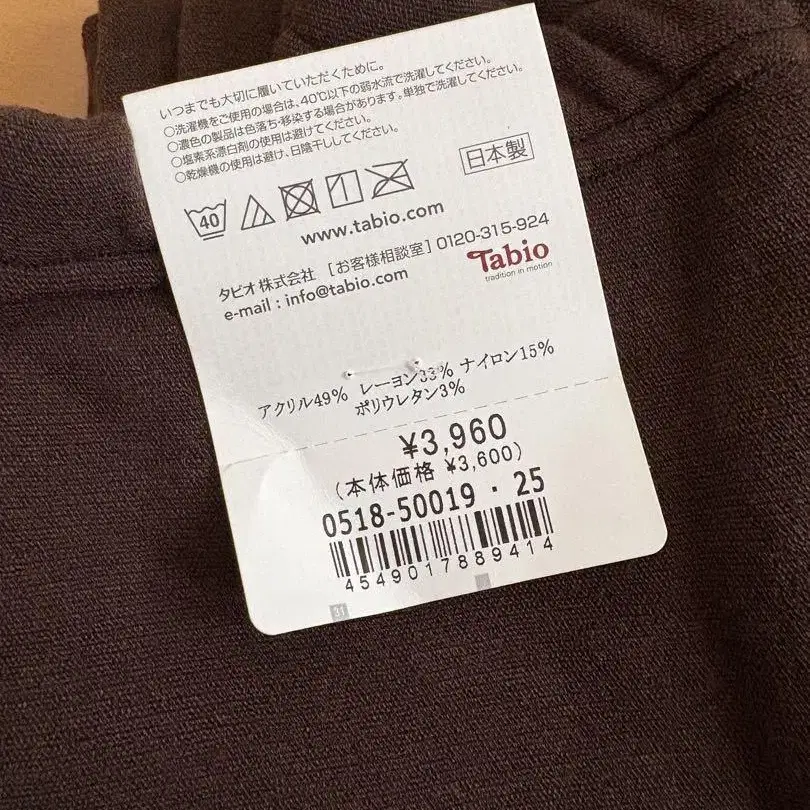 いつまでも大切に履いていただくために。
○洗濯機をご使用の場合は、40℃以下の弱水流で洗濯してください。
○濃色の製品は色落ち・移染する場合があります。単独で洗濯してください。
○塩素系漂白剤の使用は避けてください。
○乾燥機の使用は避け、日陰干ししてください。
日本製
40
www.tabio.com
タビオ株式会社 [お客様相談室] 0120-315-924
e-mail : info@tabio.com
Tabio
tradition in motion
アクリル49% レーヨン33% ナイロン15%
ポリウレタン3%
¥3,960
(本体価格 ¥3,600)
0518-50019・25
4549017889414
31